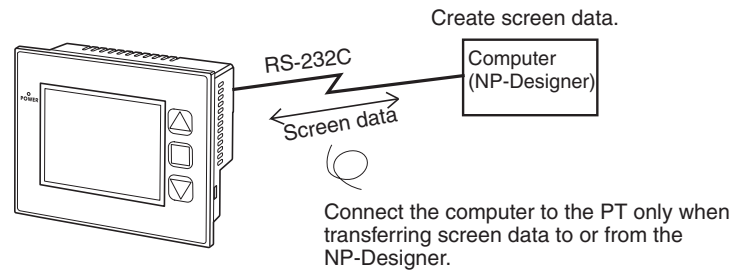 Create screen data.
RS-232C
Computer
(NP-Designer)
POWER
Screen data
Connect the computer to the PT only when
transferring screen data to or from the
NP-Designer.